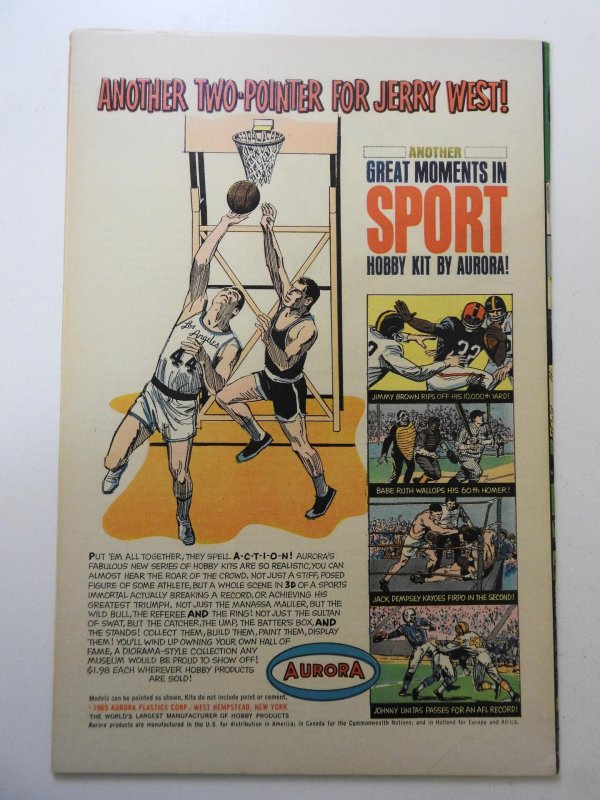 ANOTHER TWO-POINTER FOR JERRY WEST!
ANOTHER
GREAT MOMENTS IN
SPORT
HOBBY KIT BY AURORA!
Los Angeles
44
32
JIMMY BROWN RIPS OFF HIS 10,000th YARD!
BABE RUTH WALLOPS HIS 60th HOMER!
JACK DEMPSEY KAYOES FIRPO IN THE SECOND!
JOHNNY UNITAS PASSES FOR AN AFL RECORD!
PUT 'EM ALL TOGETHER, THEY SPELL A-C-T-I-O-N! AURORA'S
FABULOUS NEW SERIES OF HOBBY KITS ARE SO REALISTIC, YOU CAN
ALMOST HEAR THE ROAR OF THE CROWD. NOT JUST A STIFF, POSED
FIGURE OF SOME ATHLETE, BUT A WHOLE SCENE IN 3D OF A SPORTS
IMMORTAL ACTUALLY BREAKING A RECORD, OR ACHIEVING HIS
GREATEST TRIUMPH. NOT JUST THE MANASSA MAULER, BUT THE
WILD BULL, THE REFEREE AND THE RING! NOT JUST THE SULTAN
OF SWAT, BUT THE CATCHER, THE UMP, THE BATTER'S BOX, AND
THE STANDS! COLLECT THEM, BUILD THEM, PAINT THEM, DISPLAY
THEM! YOU'LL WIND UP OWNING YOUR OWN HALL OF
FAME, A DIORAMA-STYLE COLLECTION ANY
MUSEUM WOULD BE PROUD TO SHOW OFF!
$1.98 EACH WHEREVER HOBBY PRODUCTS
ARE SOLD!
AURORA
Models can be painted as shown. Kits do not include paint or cement.
©1965 AURORA PLASTICS CORP., WEST HEMPSTEAD, NEW YORK
THE WORLD'S LARGEST MANUFACTURER OF HOBBY PRODUCTS
Aurora products are manufactured in the U.S. for distribution in America; in Canada for the Commonwealth Nations; and in Holland for Europe and Africa.